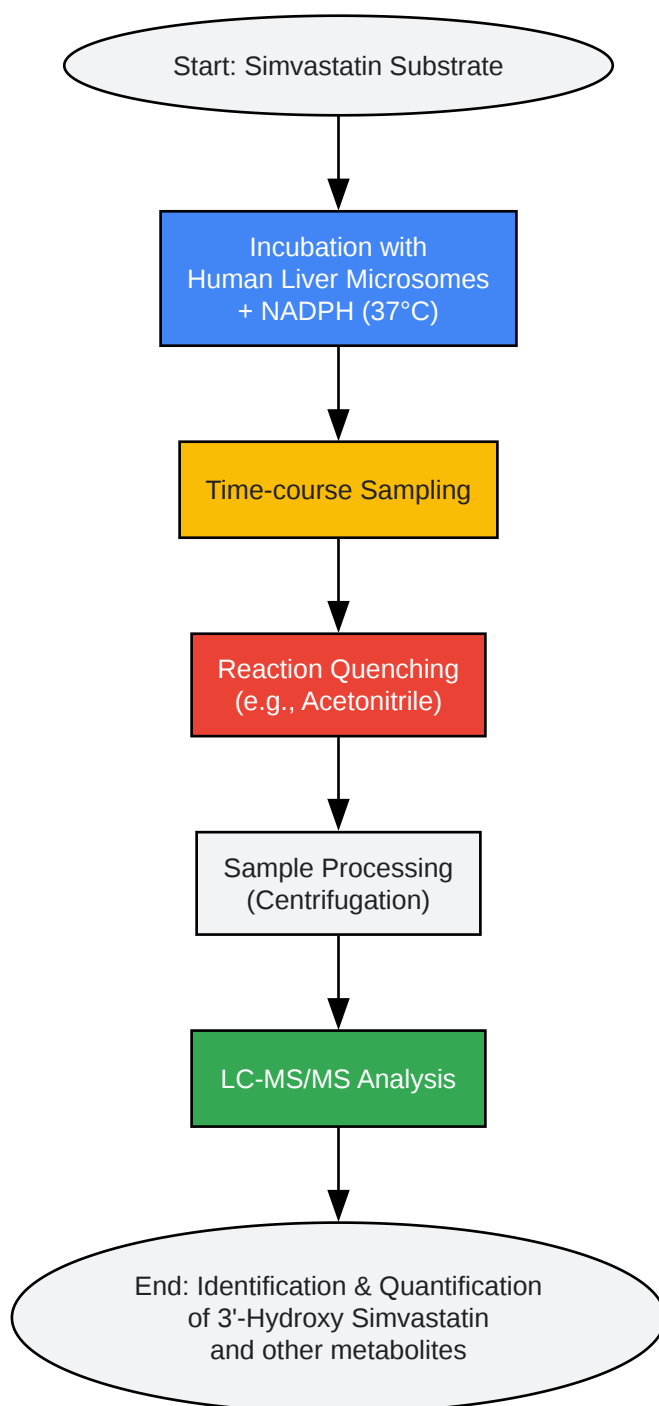 Start: Simvastatin Substrate
Incubation with
Human Liver Microsomes
+ NADPH (37°C)
Time-course Sampling
Reaction Quenching
(e.g., Acetonitrile)
Sample Processing
(Centrifugation)
LC-MS/MS Analysis
End: Identification & Quantification
of 3'-Hydroxy Simvastatin
and other metabolites